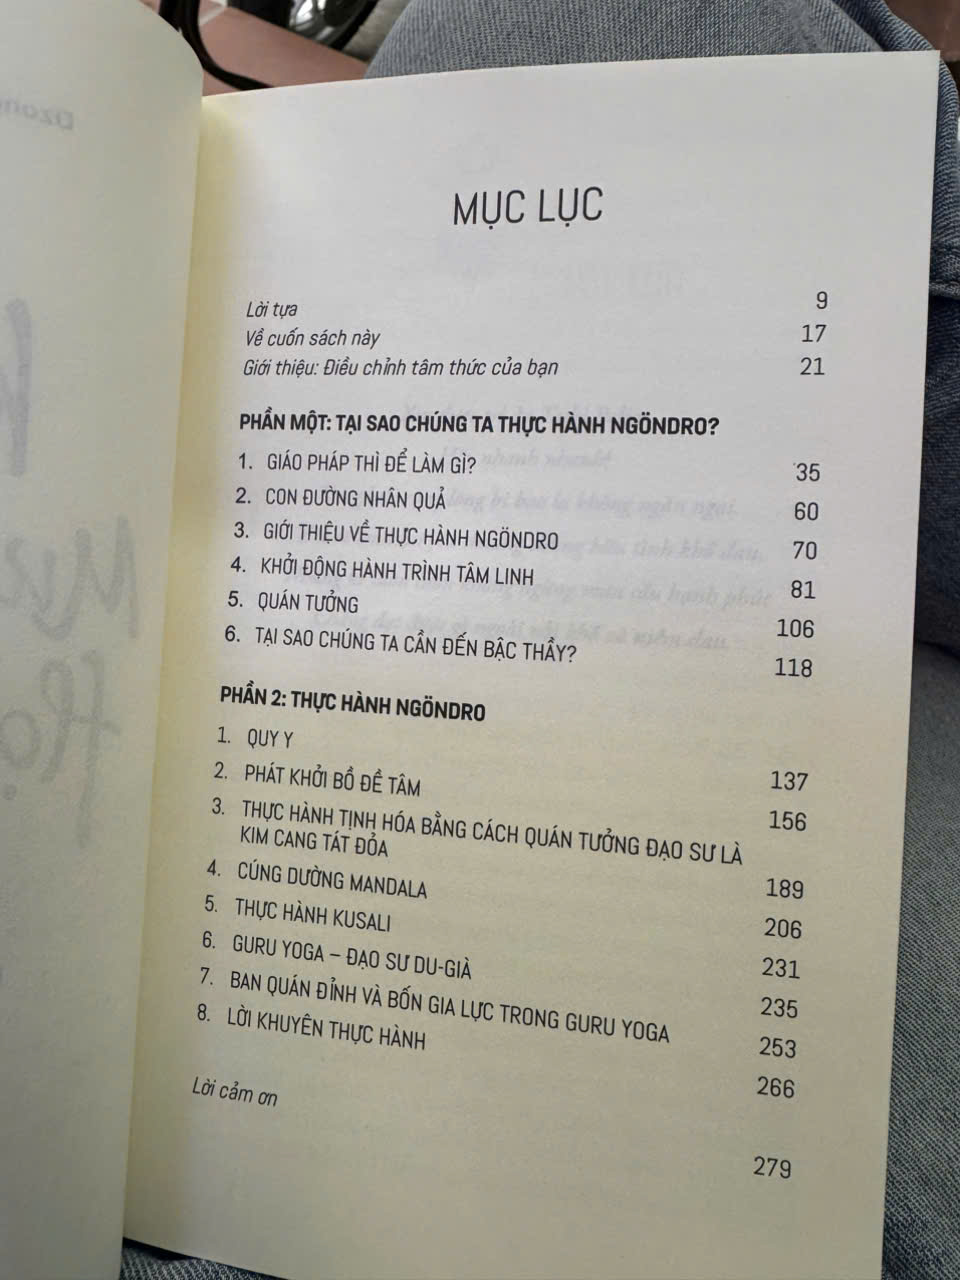 MỤC LỤC
Lời tựa 9
Về cuốn sách này 17
Giới thiệu: Điều chỉnh tâm thức của bạn 21
PHẦN MỘT: TẠI SAO CHÚNG TA THỰC HÀNH NGÖNDRO?
1. GIÁO PHÁP THÌ ĐỂ LÀM GÌ? 35
2. CON ĐƯỜNG NHÂN QUẢ 60
3. GIỚI THIỆU VỀ THỰC HÀNH NGÖNDRO 70
4. KHỞI ĐỘNG HÀNH TRÌNH TÂM LINH 81
5. QUÁN TƯỞNG 106
6. TẠI SAO CHÚNG TA CẦN ĐẾN BẬC THẦY? 118
PHẦN 2: THỰC HÀNH NGÖNDRO
1. QUY Y 137
2. PHÁT KHỞI BỒ ĐỀ TÂM 156
3. THỰC HÀNH TỊNH HÓA BẰNG CÁCH QUÁN TƯỞNG ĐẠO SƯ LÀ
KIM CANG TÁT ĐỎA 189
4. CÚNG DƯỜNG MANDALA 206
5. THỰC HÀNH KUSALI 231
6. GURU YOGA – ĐẠO SƯ DU-GIÀ 235
7. BAN QUÁN ĐỈNH VÀ BỐN GIA LỰC TRONG GURU YOGA 253
8. LỜI KHUYÊN THỰC HÀNH 266
Lời cảm ơn 279